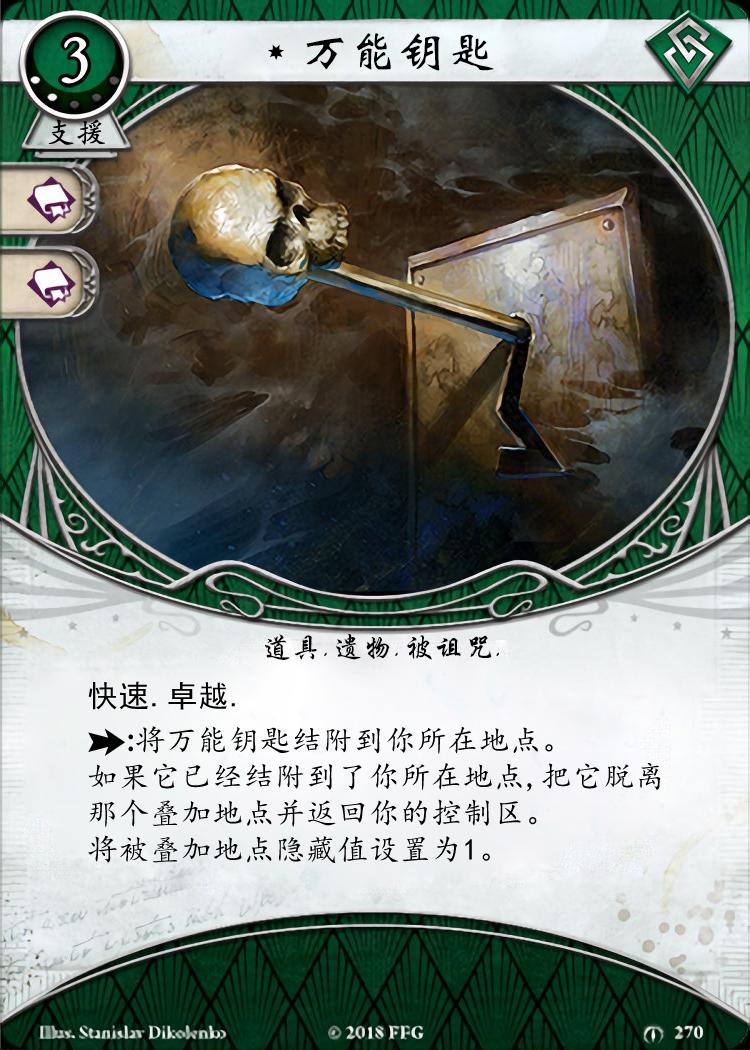 3
万能钥匙
支援
道具.遗物.被诅咒.
快速.卓越.
:将万能钥匙结附到你所在地点。
如果它已经结附到了你所在地点,把它脱离
那个叠加地点并返回你的控制区。
将被叠加地点隐藏值设置为1。
Illus. Stanislav Dikolenko
© 2018 FFG
270